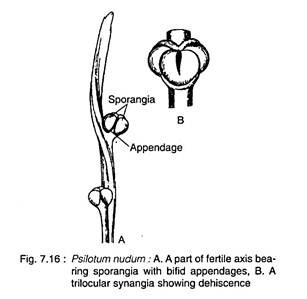 Sporangia
B
Appendage
A
Fig. 7.16 : Psilotum nudum : A. A part of fertile axis bea-
ring sporangia with bifid appendages, B. A
trilocular synangia showing dehiscence